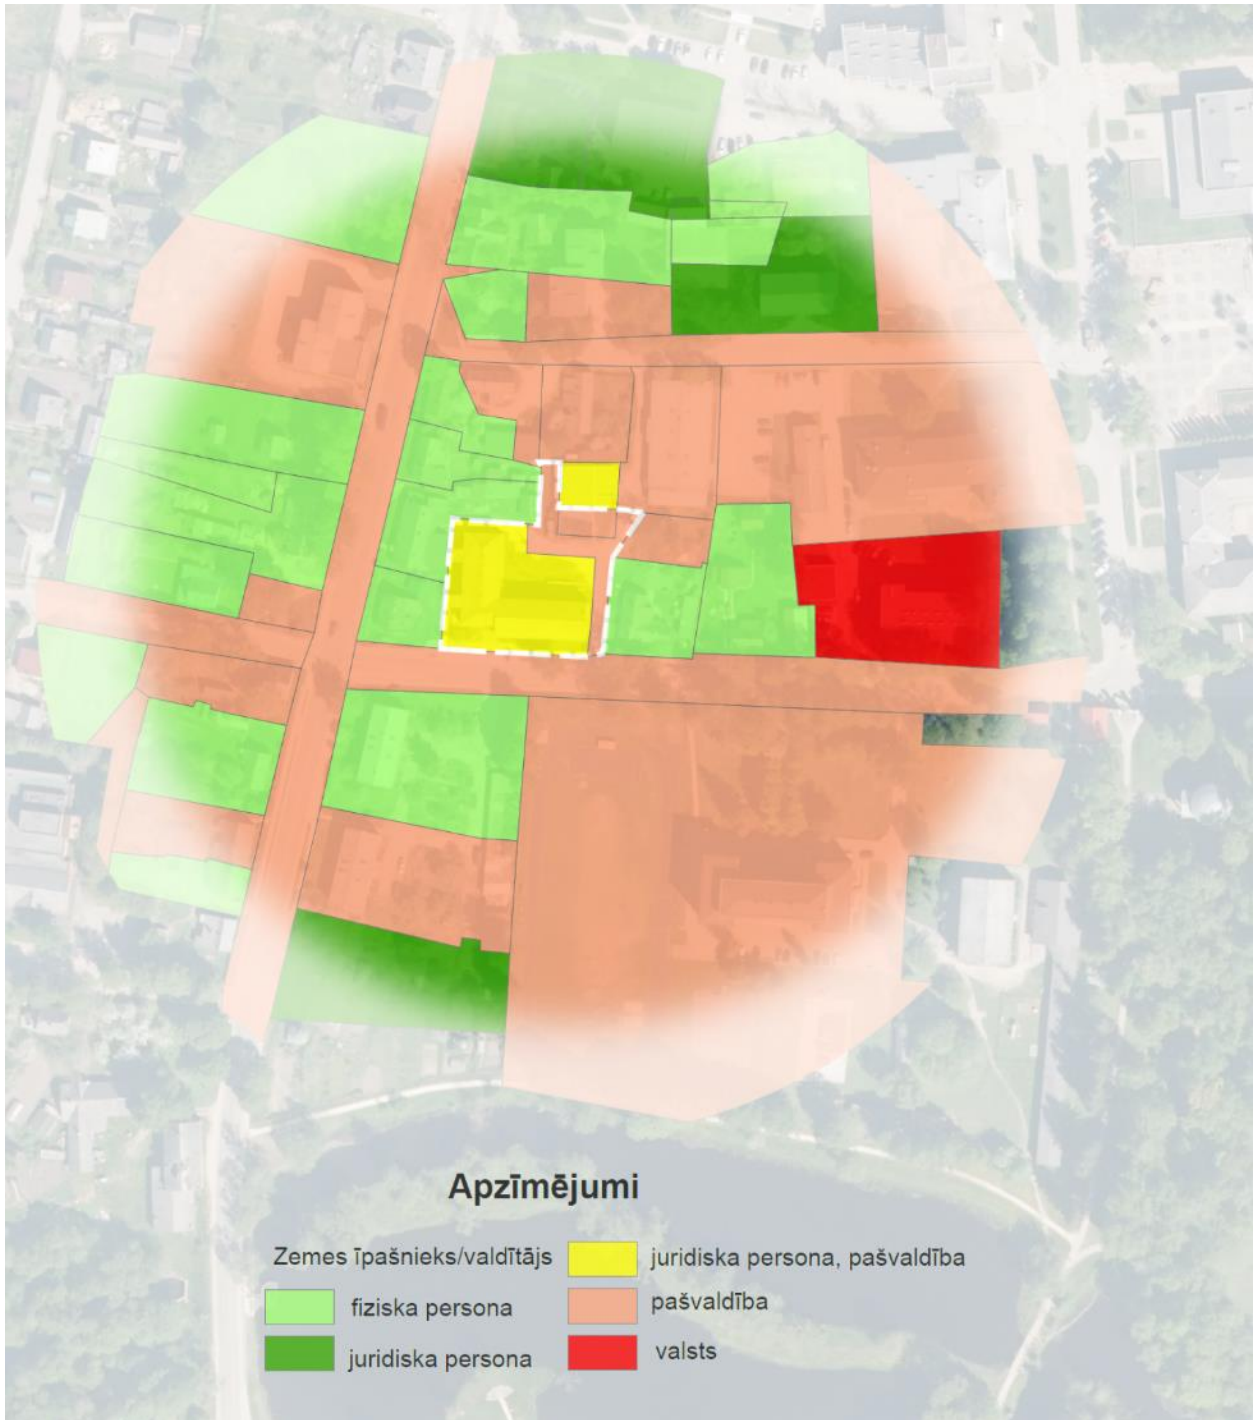 Apzīmējumi
Zemes īpašnieks/valdītājs
fiziska persona
juridiska persona
juridiska persona, pašvaldība
pašvaldība
valsts